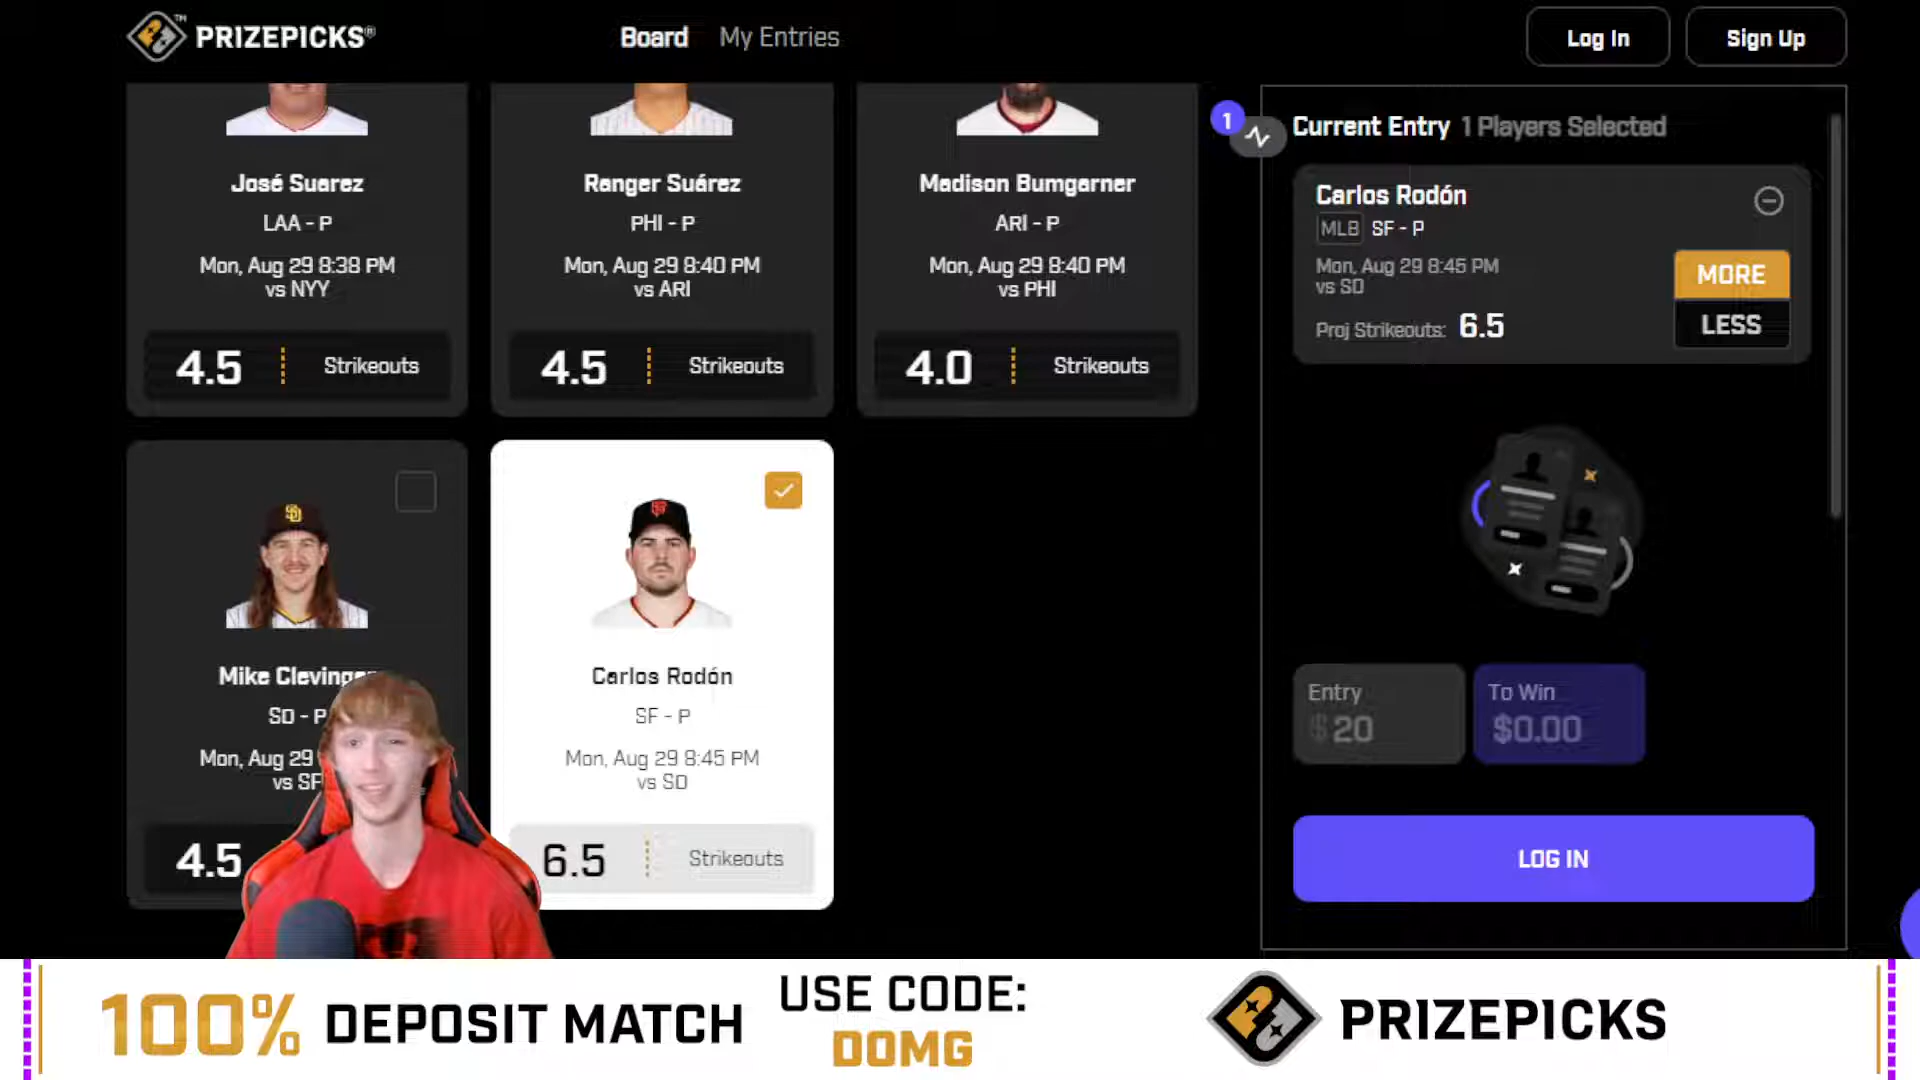 PRIZEPICKS®
Board
My Entries
Log In
Sign Up
José Suarez
LAA - P
Mon, Aug 29 8:38 PM
vs NYY
4.5
Strikeouts
Ranger Suárez
PHI - P
Mon, Aug 29 8:40 PM
vs ARI
4.5
Strikeouts
Madison Bumgarner
ARI - P
Mon, Aug 29 8:40 PM
vs PHI
4.0
Strikeouts
Mike Clevinge
SD - P
Mon, Aug 29
vs SF
4.5
Carlos Rodón
SF - P
Mon, Aug 29 8:45 PM
vs SD
6.5
Strikeouts
1
Current Entry 1 Players Selected
Carlos Rodón
MLB SF - P
Mon, Aug 29 8:45 PM
vs SD
Proj Strikeouts: 6.5
MORE
LESS
Entry
$20
To Win
$0.00
LOG IN
100% DEPOSIT MATCH
USE CODE:
DOMG
PRIZEPICKS